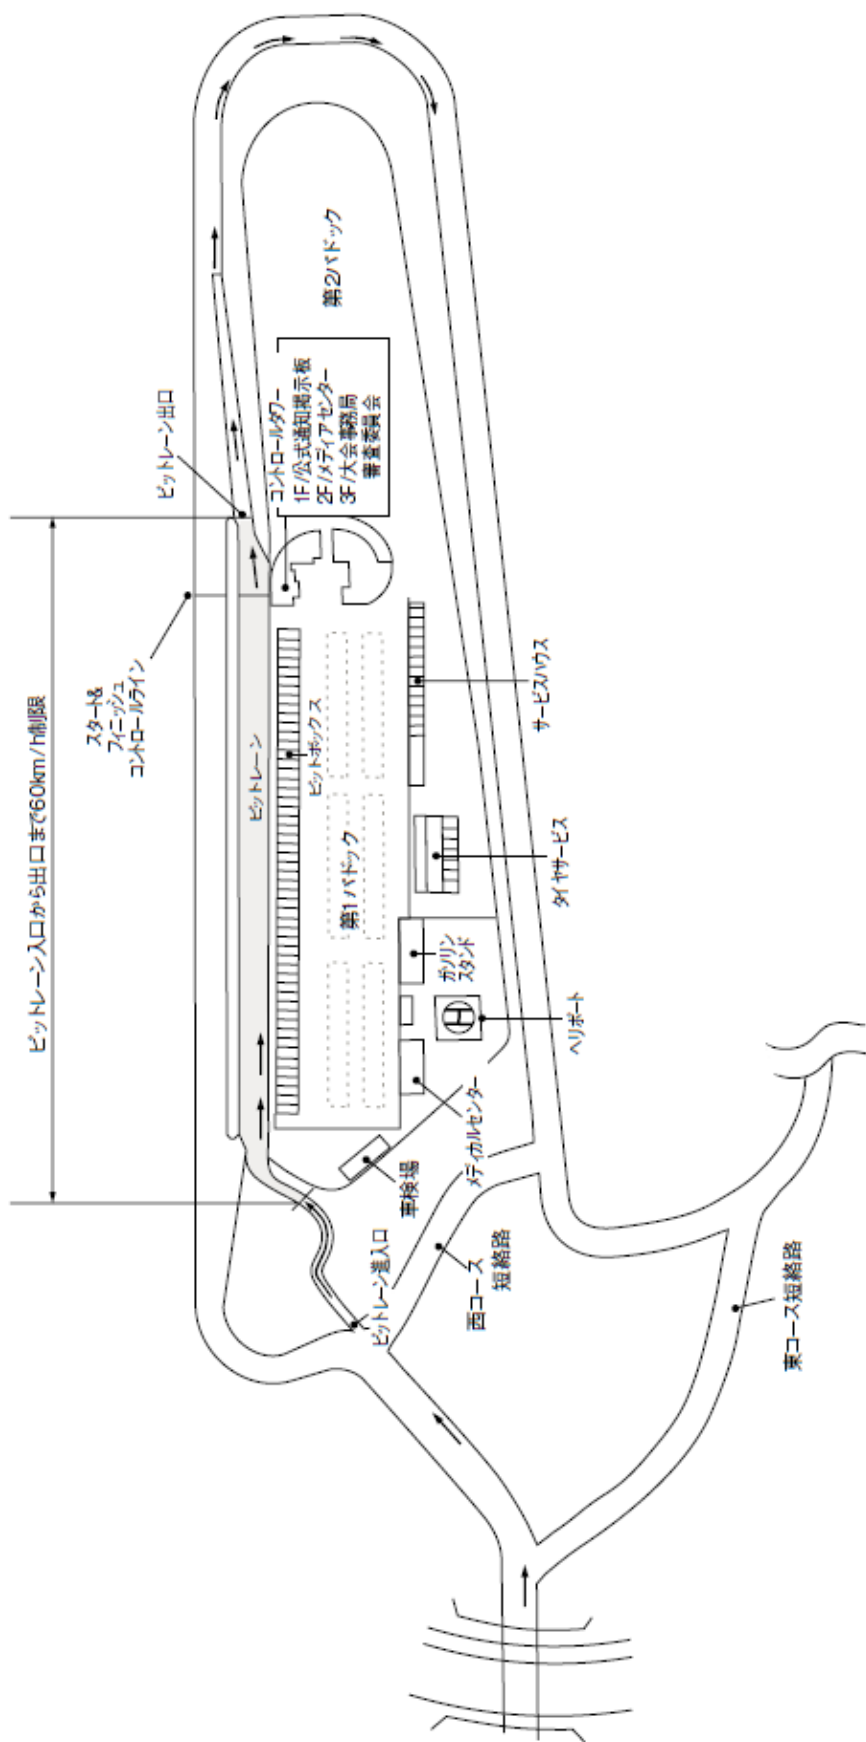 ピットレーン入口から出口まで60km/h制限
スタート&
フィニッシュ
コントロールライン
ピットレーン出口
ピットレーン
ピットボックス
コントロールタワー
1F/公式通知掲示板
2F/メディアセンター
3F/大会事務局
審査委員会
第2パドック
第1パドック
サービスハウス
タイヤサービス
ガソリン
スタンド
H
ヘリポート
メディカルセンター
車検場
ピットレーン進入口
西コース
短絡路
東コース短絡路